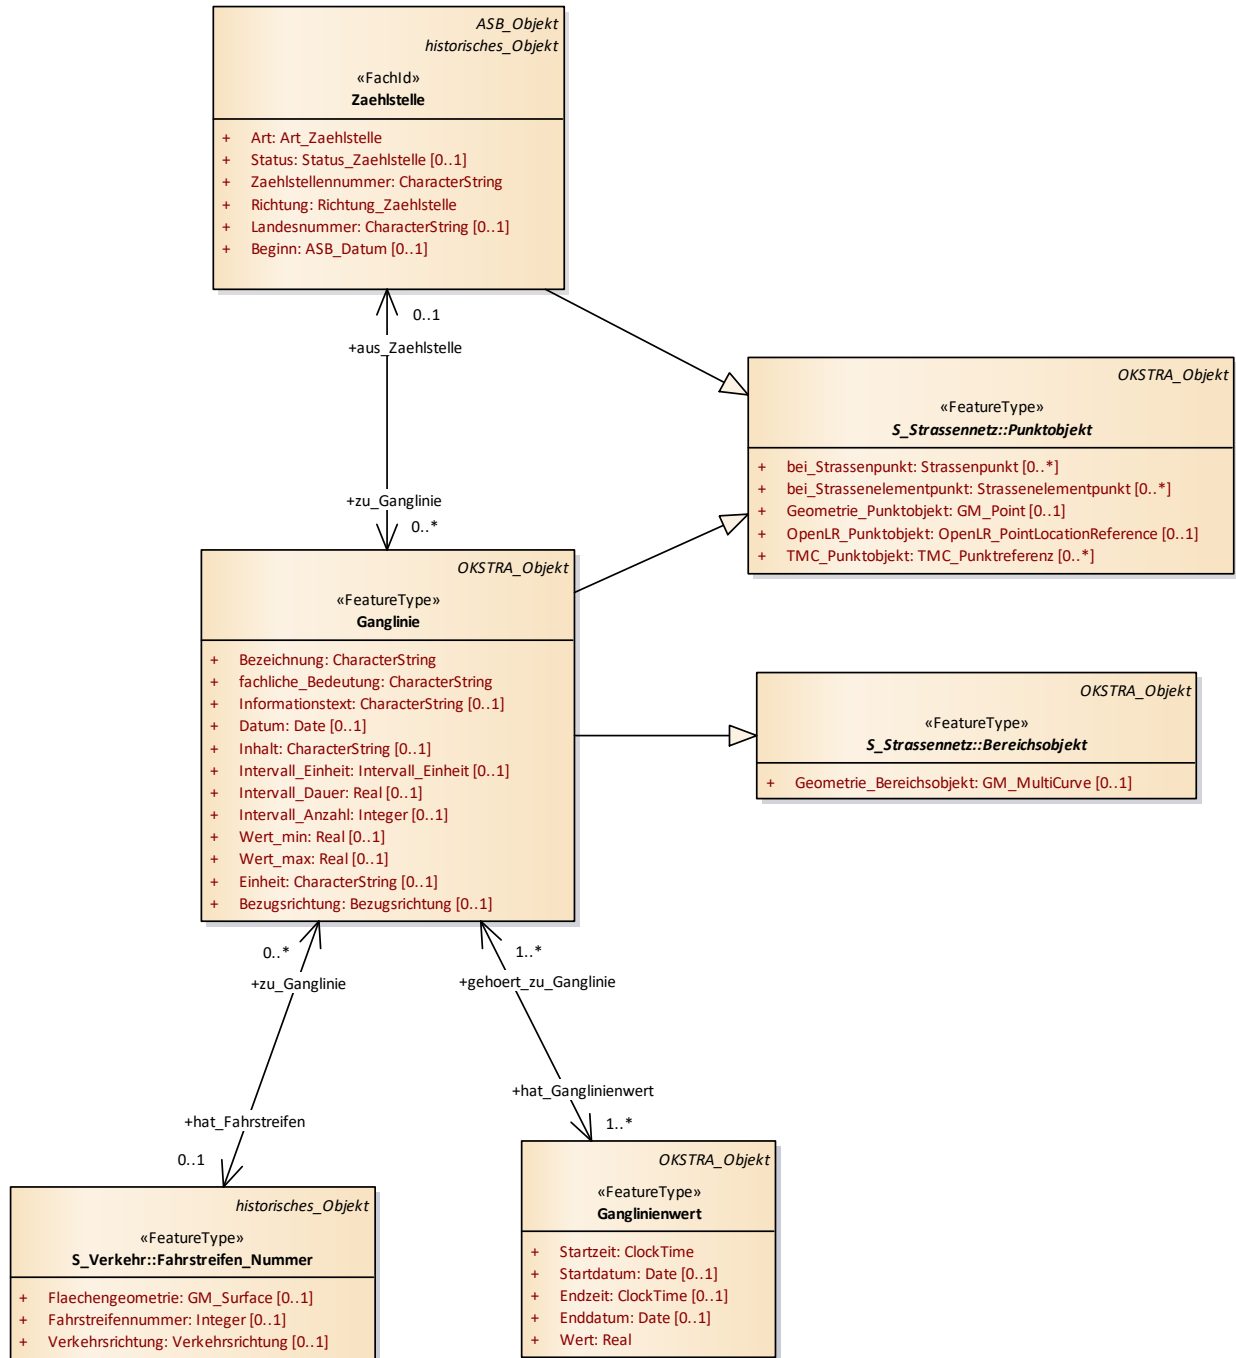 ASB_Objekt
historisches_Objekt
«FachId»
Zaehlstelle
+ Art: Art_Zaehlstelle
+ Status: Status_Zaehlstelle [0..1]
+ Zaehlstellennummer: CharacterString
+ Richtung: Richtung_Zaehlstelle
+ Landesnummer: CharacterString [0..1]
+ Beginn: ASB_Datum [0..1]
0..1
+aus_Zaehlstelle
+zu_Ganglinie
0..*
OKSTRA_Objekt
«FeatureType»
S_Strassennetz::Punktobjekt
+ bei_Strassenpunkt: Strassenpunkt [0..*]
+ bei_Strassenelementpunkt: Strassenelementpunkt [0..*]
+ Geometrie_Punktobjekt: GM_Point [0..1]
+ OpenLR_Punktobjekt: OpenLR_PointLocationReference [0..1]
+ TMC_Punktobjekt: TMC_Punktreferenz [0..*]
OKSTRA_Objekt
«FeatureType»
Ganglinie
+ Bezeichnung: CharacterString
+ fachliche_Bedeutung: CharacterString
+ Informationstext: CharacterString [0..1]
+ Datum: Date [0..1]
+ Inhalt: CharacterString [0..1]
+ Intervall_Einheit: Intervall_Einheit [0..1]
+ Intervall_Dauer: Real [0..1]
+ Intervall_Anzahl: Integer [0..1]
+ Wert_min: Real [0..1]
+ Wert_max: Real [0..1]
+ Einheit: CharacterString [0..1]
+ Bezugsrichtung: Bezugsrichtung [0..1]
OKSTRA_Objekt
«FeatureType»
S_Strassennetz::Bereichsobjekt
+ Geometrie_Bereichsobjekt: GM_MultiCurve [0..1]
0..*
+zu_Ganglinie
+hat_Fahrstreifen
0..1
1..*
+gehoert_zu_Ganglinie
+hat_Ganglinienwert
1..*
historisches_Objekt
«FeatureType»
S_Verkehr::Fahrstreifen_Nummer
+ Flaechengeometrie: GM_Surface [0..1]
+ Fahrstreifennummer: Integer [0..1]
+ Verkehrsrichtung: Verkehrsrichtung [0..1]
OKSTRA_Objekt
«FeatureType»
Ganglinienwert
+ Startzeit: ClockTime
+ Startdatum: Date [0..1]
+ Endzeit: ClockTime [0..1]
+ Enddatum: Date [0..1]
+ Wert: Real